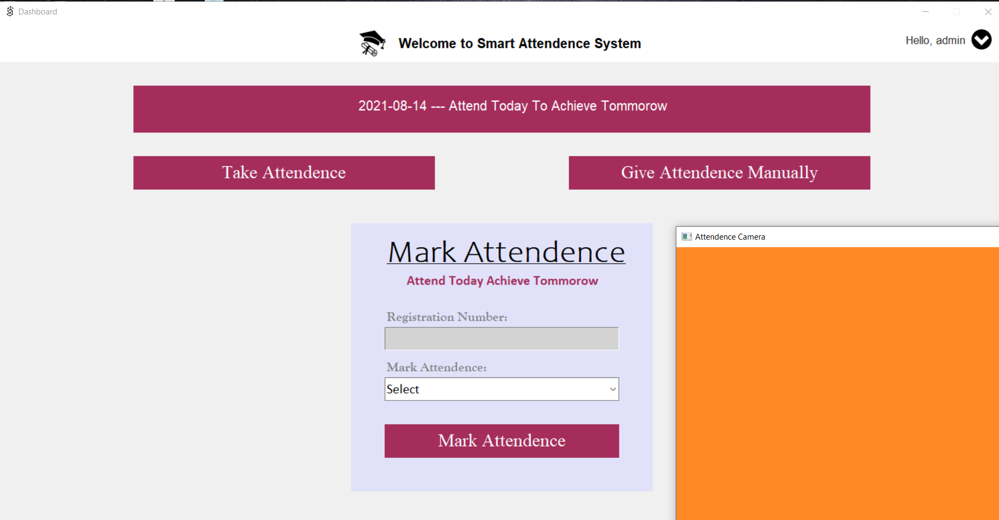 Dashboard
Welcome to Smart Attendence System
Hello, admin
2021-08-14 --- Attend Today To Achieve Tommorow
Take Attendence
Give Attendence Manually
Mark Attendence
Attend Today Achieve Tommorow
Registration Number:
Mark Attendence:
Select
Mark Attendence
Attendence Camera